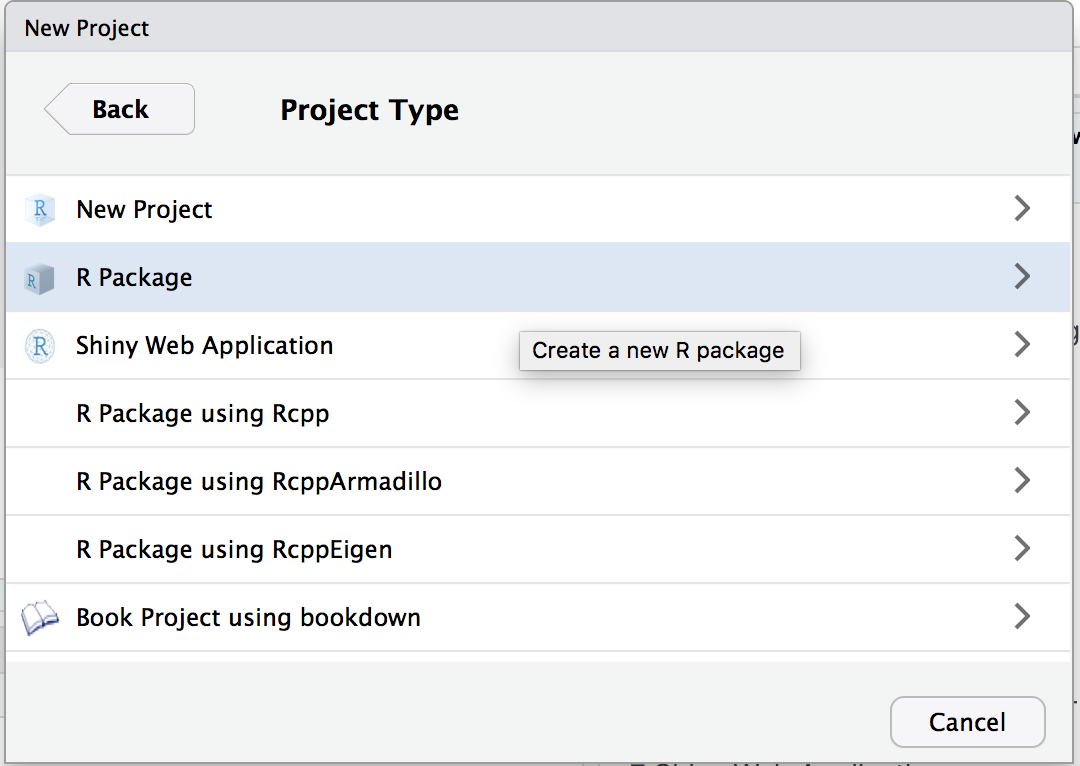 New Project
Back
Project Type
New Project
R Package
Shiny Web Application
Create a new R package
R Package using Rcpp
R Package using RcppArmadillo
R Package using RcppEigen
Book Project using bookdown
Cancel